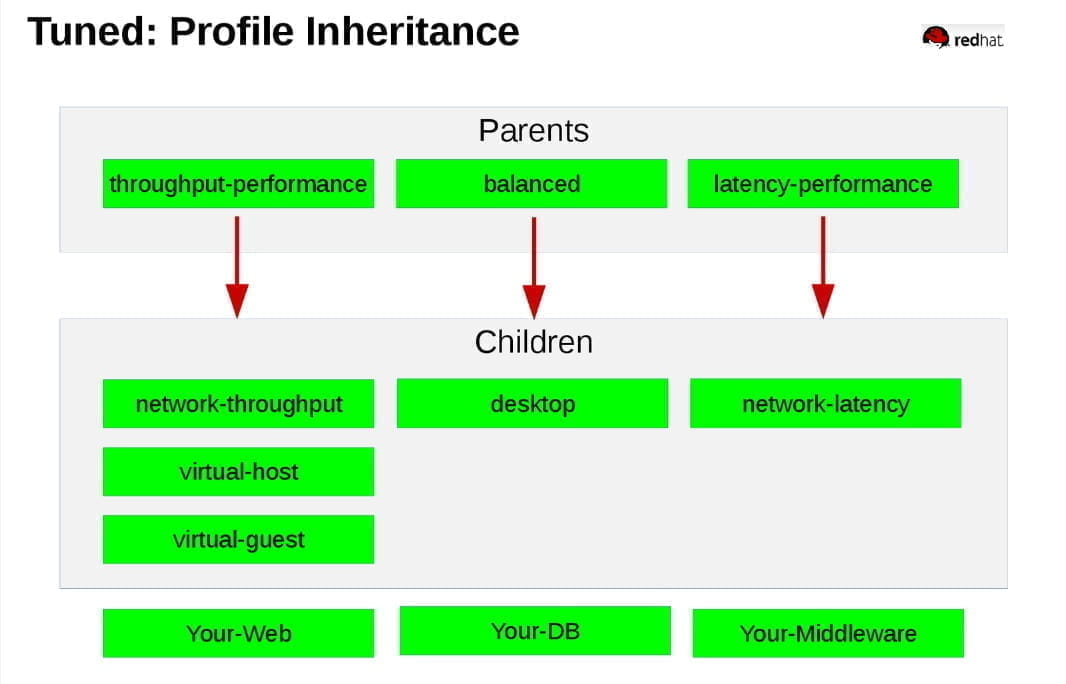 Tuned: Profile Inheritance
redhat.
Parents
throughput-performance
balanced
latency-performance
Children
network-throughput
desktop
network-latency
virtual-host
virtual-guest
Your-Web
Your-DB
Your-Middleware